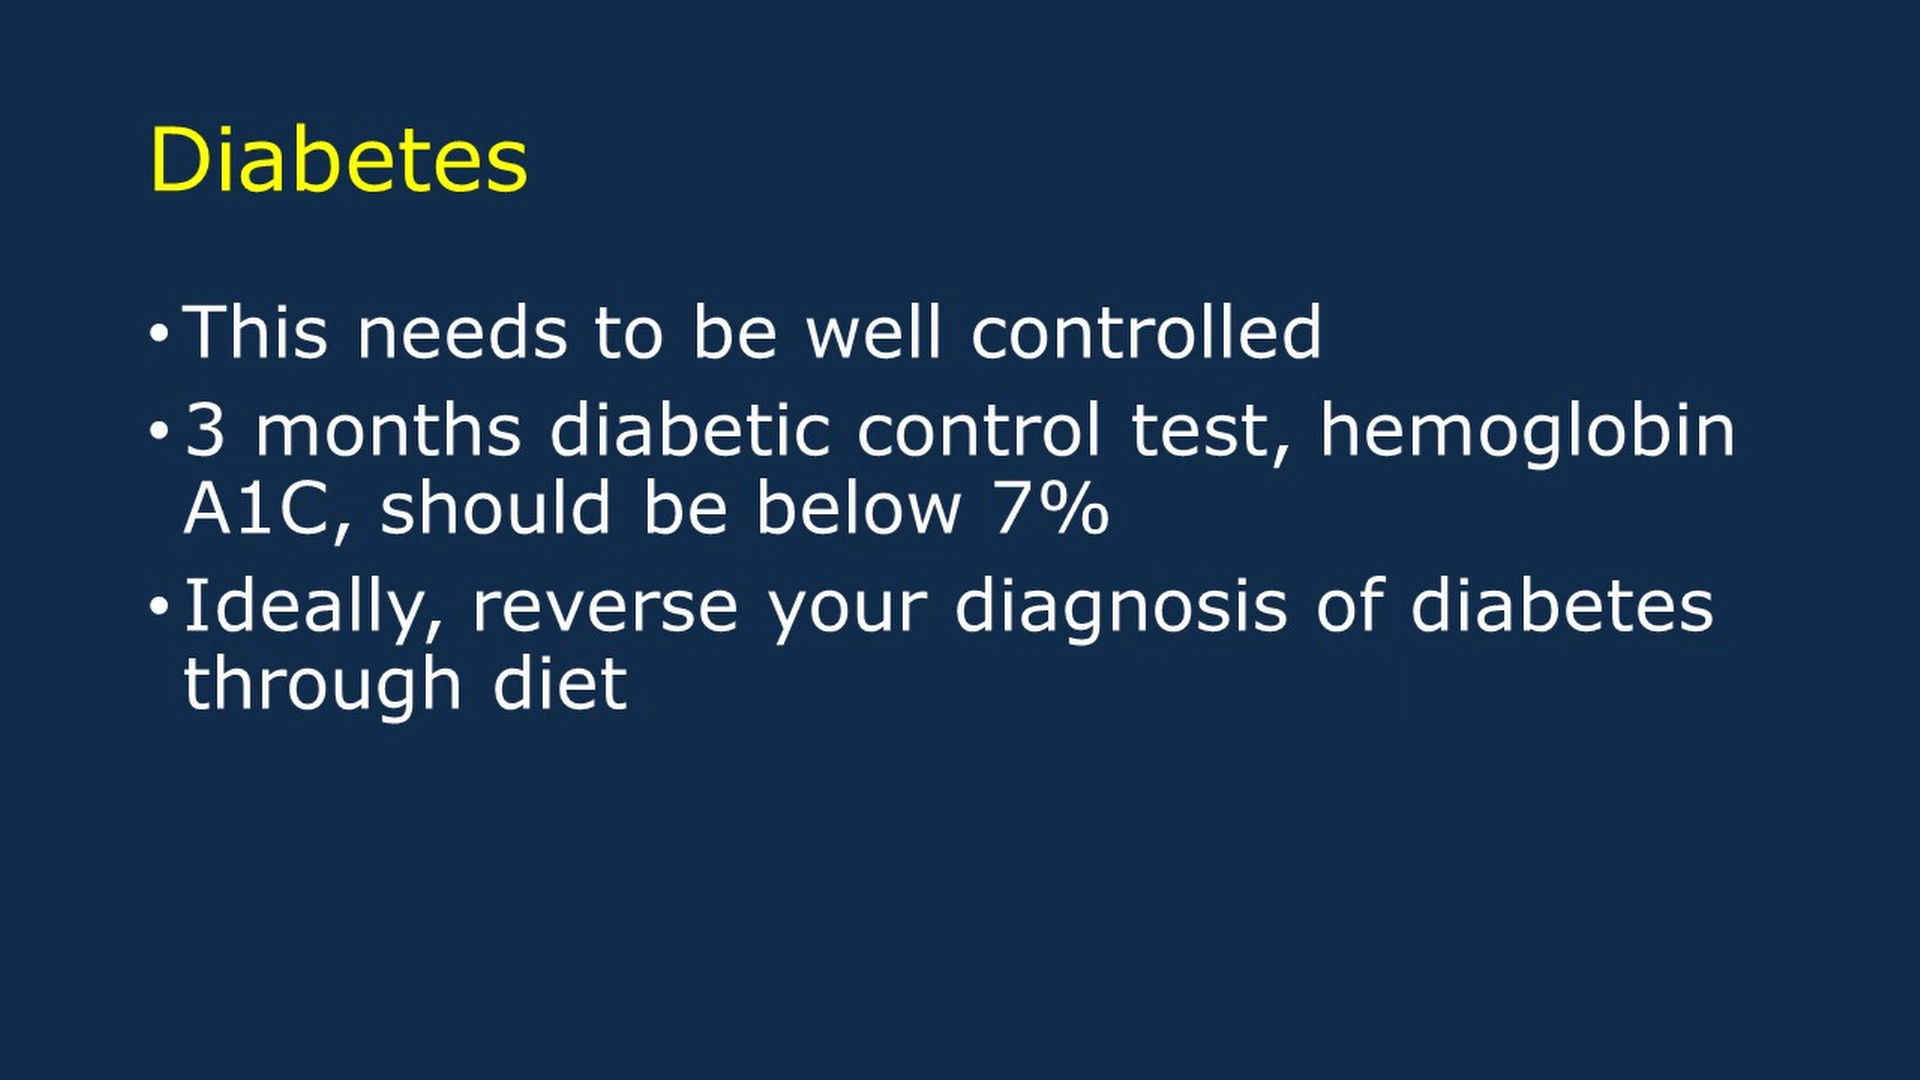 Diabetes
• This needs to be well controlled
• 3 months diabetic control test, hemoglobin
A1C, should be below 7%
• Ideally, reverse your diagnosis of diabetes
through diet